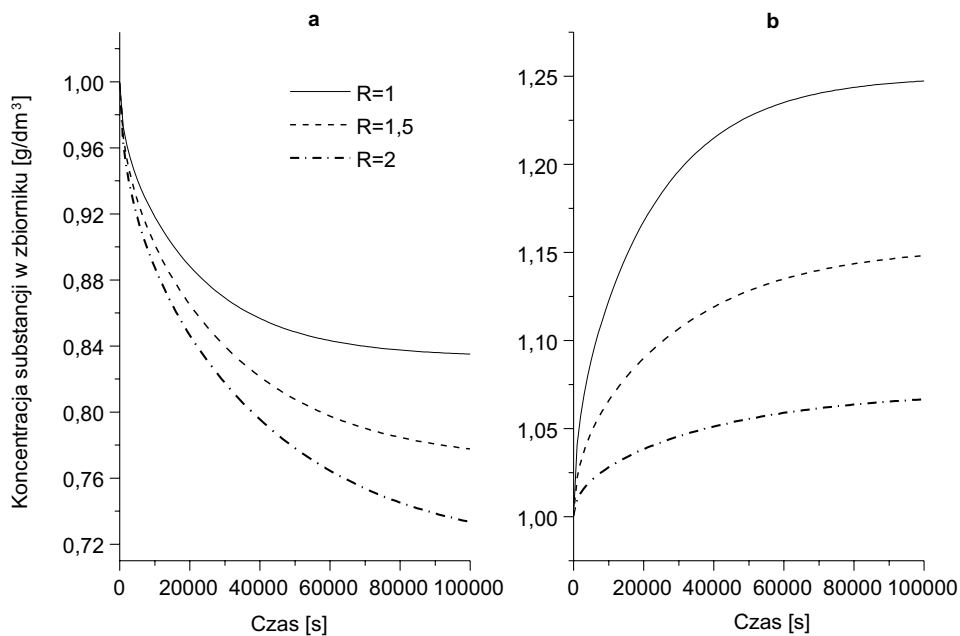 a
b
Koncentracja substancji w zbiorniku [g/dm³]
1,00
0,96
0,92
0,88
0,84
0,80
0,76
0,72
R=1
R=1,5
R=2
0 20000 40000 60000 80000 100000
Czas [s]
1,25
1,20
1,15
1,10
1,05
1,00
0 20000 40000 60000 80000 100000
Czas [s]